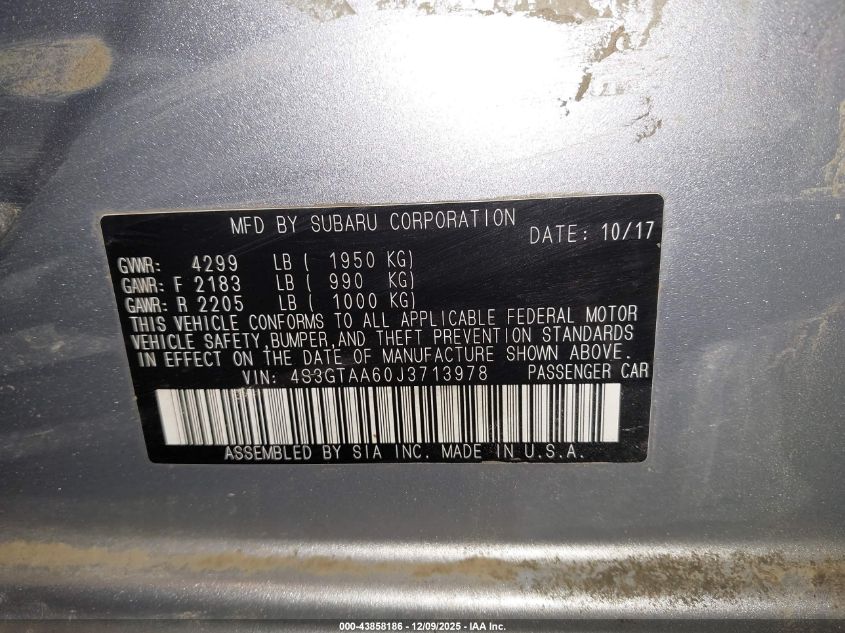 MFD BY SUBARU CORPORATION DATE: 10/17
GVWR: 4299 LB ( 1950 KG)
GAWR: F 2183 LB ( 990 KG)
GAWR: R 2205 LB ( 1000 KG)
THIS VEHICLE CONFORMS TO ALL APPLICABLE FEDERAL MOTOR
VEHICLE SAFETY, BUMPER, AND THEFT PREVENTION STANDARDS
IN EFFECT ON THE DATE OF MANUFACTURE SHOWN ABOVE.
VIN: 4S3GTAA60J3713978 PASSENGER CAR
ASSEMBLED BY SIA INC. MADE IN U.S.A.
000-43858186 - 12/09/2025 - IAA Inc.